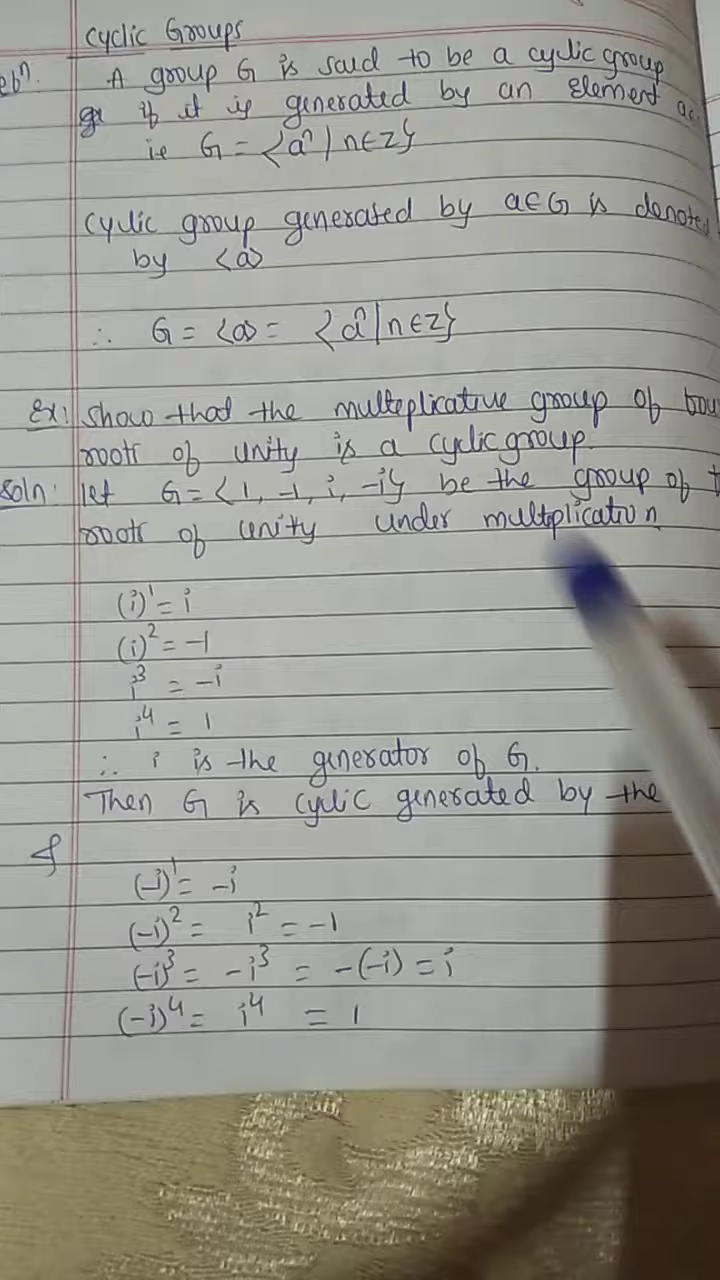 Cyclic Groups
A group G is said to be a cyclic group
if it is generated by an Element
ie G = {aⁿ / n∈Z}
Cyclic group generated by a∈G is denoted
by <a>
∴ G = <a> = {aⁿ / n∈Z}
Ex: Show that the multeplicative group of
roots of unity is a cyclic group.
Soln: let G = {1, -1, i, -i} be the group of
roots of unity under multiplication
(i)¹ = i
(i)² = -1
i³ = -i
i⁴ = 1
∴ i is the generator of G.
Then G is cyclic generated by the
&
(-i)¹ = -i
(-i)² = i² = -1
(-i)³ = -i³ = -(-i) = i
(-i)⁴ = i⁴ = 1